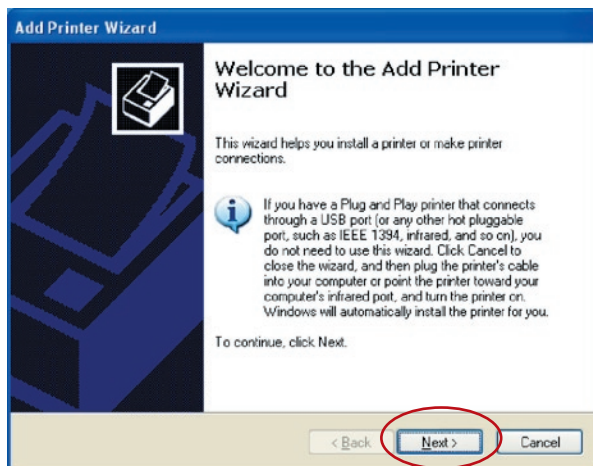 Add Printer Wizard
Welcome to the Add Printer
Wizard
This wizard helps you install a printer or make printer
connections.
If you have a Plug and Play printer that connects
through a USB port (or any other hot pluggable
port, such as IEEE 1394, infrared, and so on), you
do not need to use this wizard. Click Cancel to
close the wizard, and then plug the printer's cable
into your computer or point the printer toward your
computer's infrared port, and turn the printer on.
Windows will automatically install the printer for you.
To continue, click Next.
< Back Next > Cancel